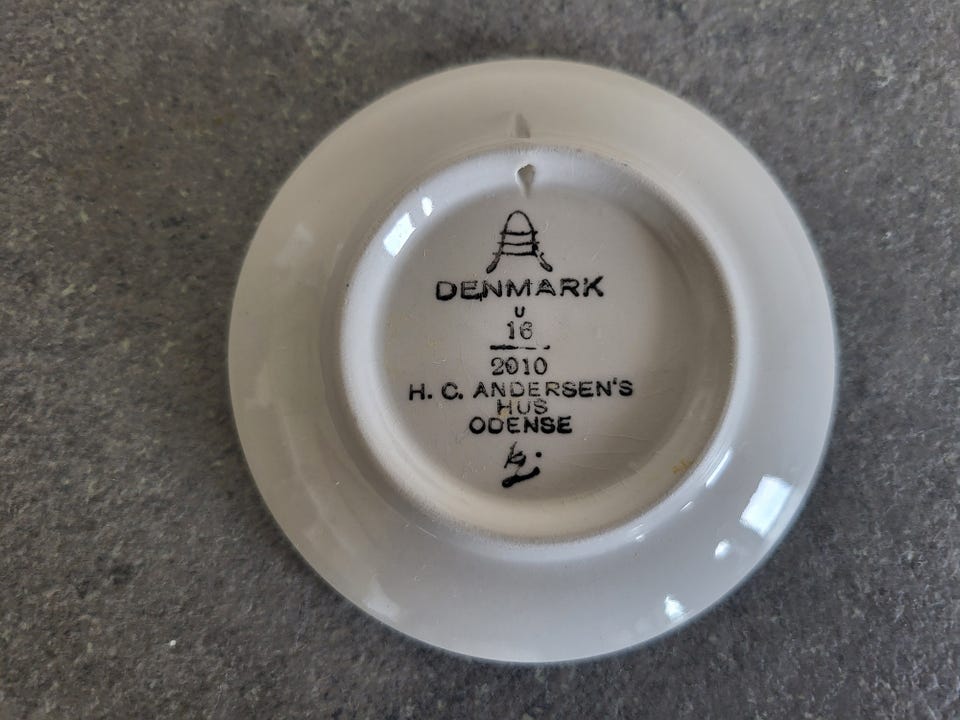 DENMARK
U
16
2010
H. C. ANDERSEN'S
HUS
ODENSE